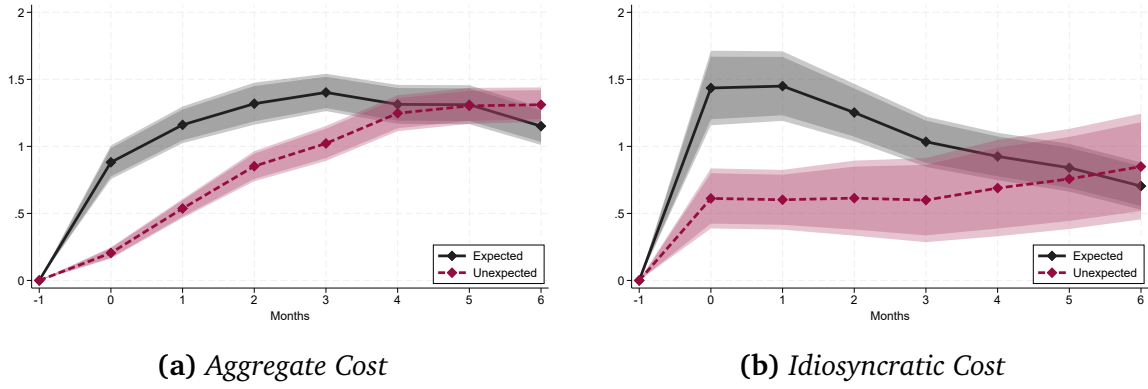 2
1.5
1
.5
0
-1 0 1 2 3 4 5 6
Months
Expected
Unexpected
(a) Aggregate Cost
2
1.5
1
.5
0
-1 0 1 2 3 4 5 6
Months
Expected
Unexpected
(b) Idiosyncratic Cost